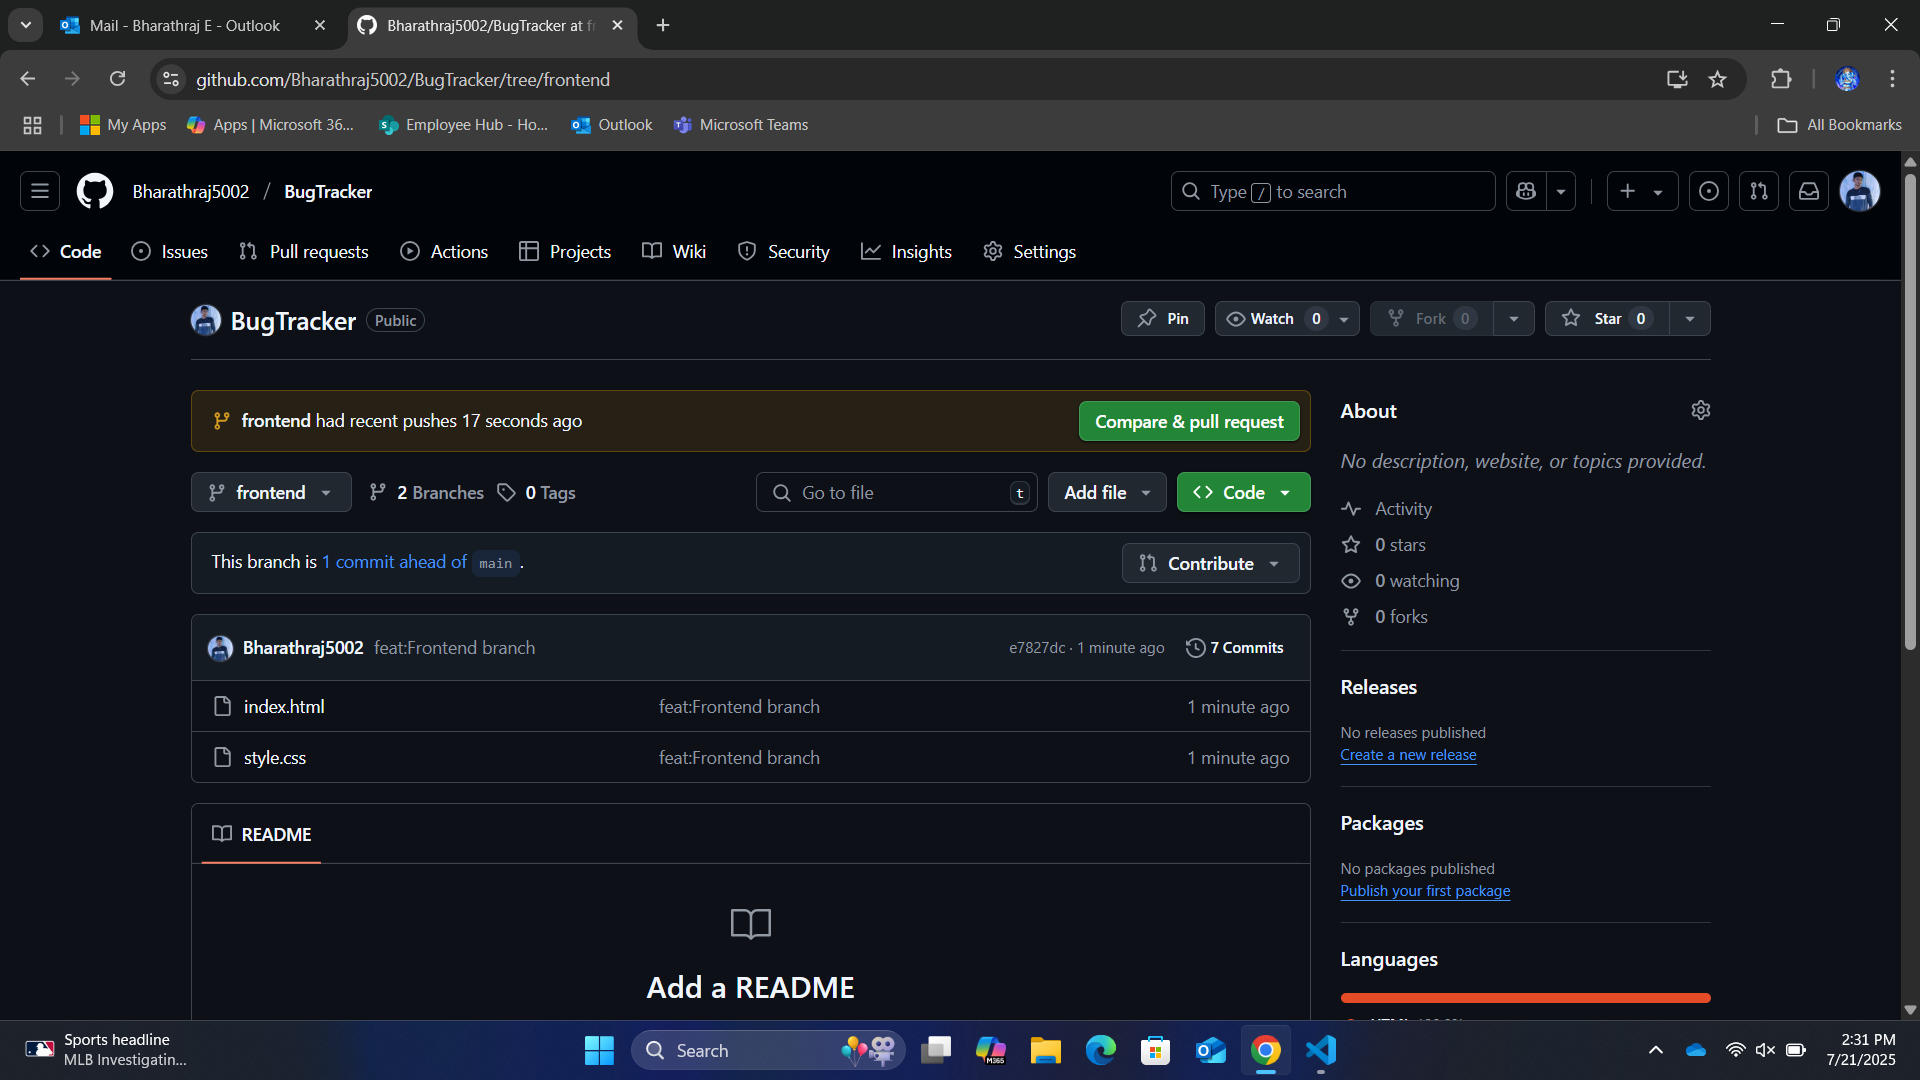 Mail - Bharathraj E - Outlook
Bharathraj5002/BugTracker at f
github.com/Bharathraj5002/BugTracker/tree/frontend
My Apps
Apps | Microsoft 36...
Employee Hub - Ho...
Outlook
Microsoft Teams
All Bookmarks
Bharathraj5002 / BugTracker
Type / to search
Code
Issues
Pull requests
Actions
Projects
Wiki
Security
Insights
Settings
BugTracker Public
Pin
Watch 0
Fork 0
Star 0
frontend had recent pushes 17 seconds ago
Compare & pull request
frontend
2 Branches
0 Tags
Go to file t
Add file
Code
This branch is 1 commit ahead of main .
Contribute
Bharathraj5002 feat:Frontend branch
e7827dc · 1 minute ago
7 Commits
index.html feat:Frontend branch 1 minute ago
style.css feat:Frontend branch 1 minute ago
README
Add a README
About
No description, website, or topics provided.
Activity
0 stars
0 watching
0 forks
Releases
No releases published
Create a new release
Packages
No packages published
Publish your first package
Languages
Sports headline
MLB Investigatin...
Search
M365
2:31 PM
7/21/2025